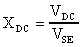 X_DC = V_DC / V_SE